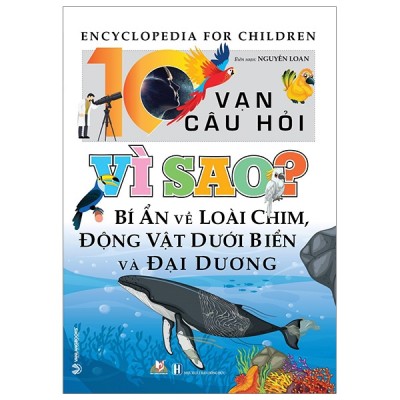 ENCYCLOPEDIA FOR CHILDREN
Biên soạn: NGUYÊN LOAN
10 VẠN
CÂU HỎI
VÌ SAO?
BÍ ẨN VỀ LOÀI CHIM,
ĐỘNG VẬT DƯỚI BIỂN
VÀ ĐẠI DƯƠNG